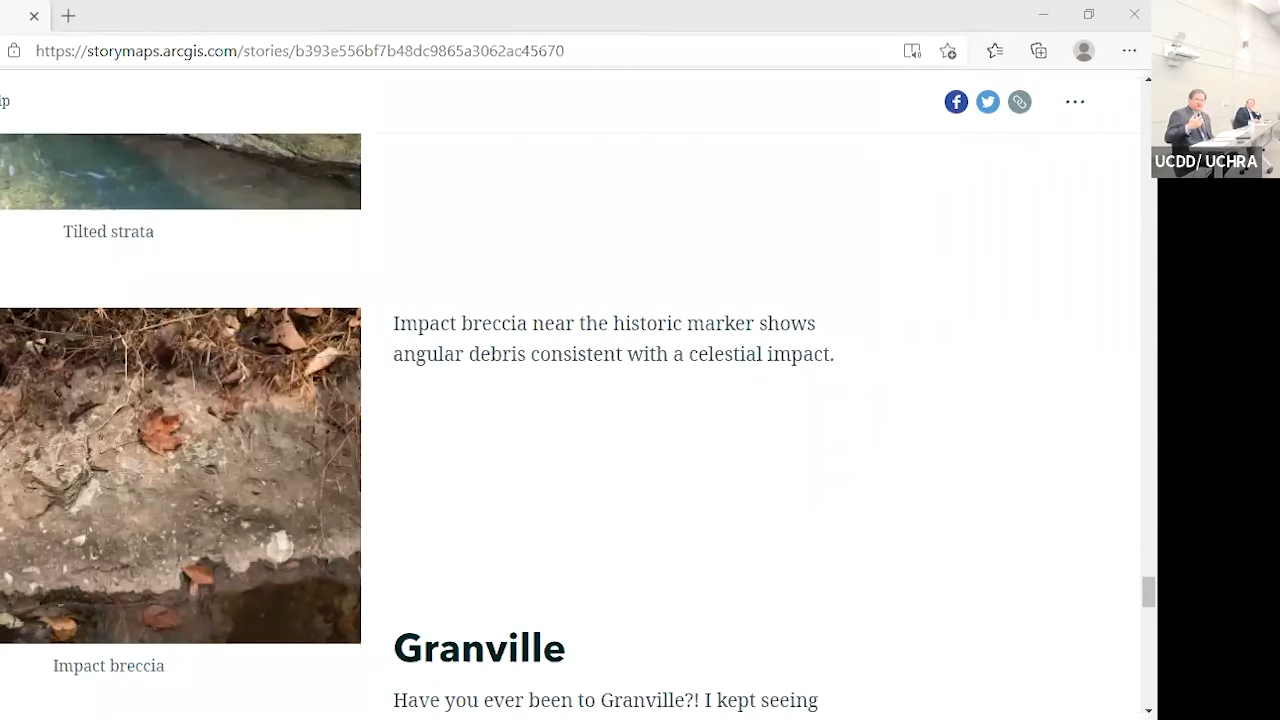 https://storymaps.arcgis.com/stories/b393e556bf7b48dc9865a3062ac45670
ip
UCDD/ UCHRA
Tilted strata
Impact breccia near the historic marker shows
angular debris consistent with a celestial impact.
Impact breccia
Granville
Have you ever been to Granville?! I kept seeing